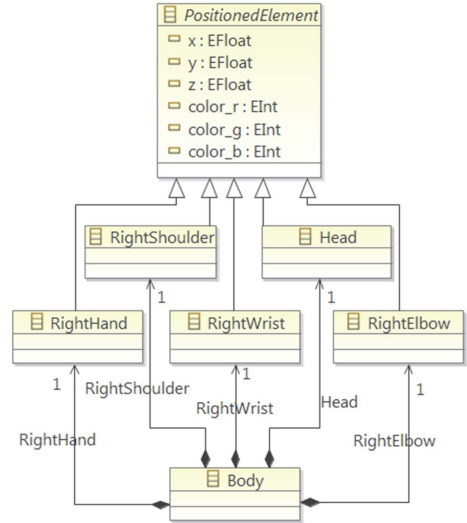 PositionedElement
x : EFloat
y : EFloat
z : EFloat
color_r : EInt
color_g : EInt
color_b : EInt
RightShoulder
Head
1
1
RightHand
RightWrist
RightElbow
1
RightShoulder
1
RightWrist
Head
1
RightHand
RightElbow
Body